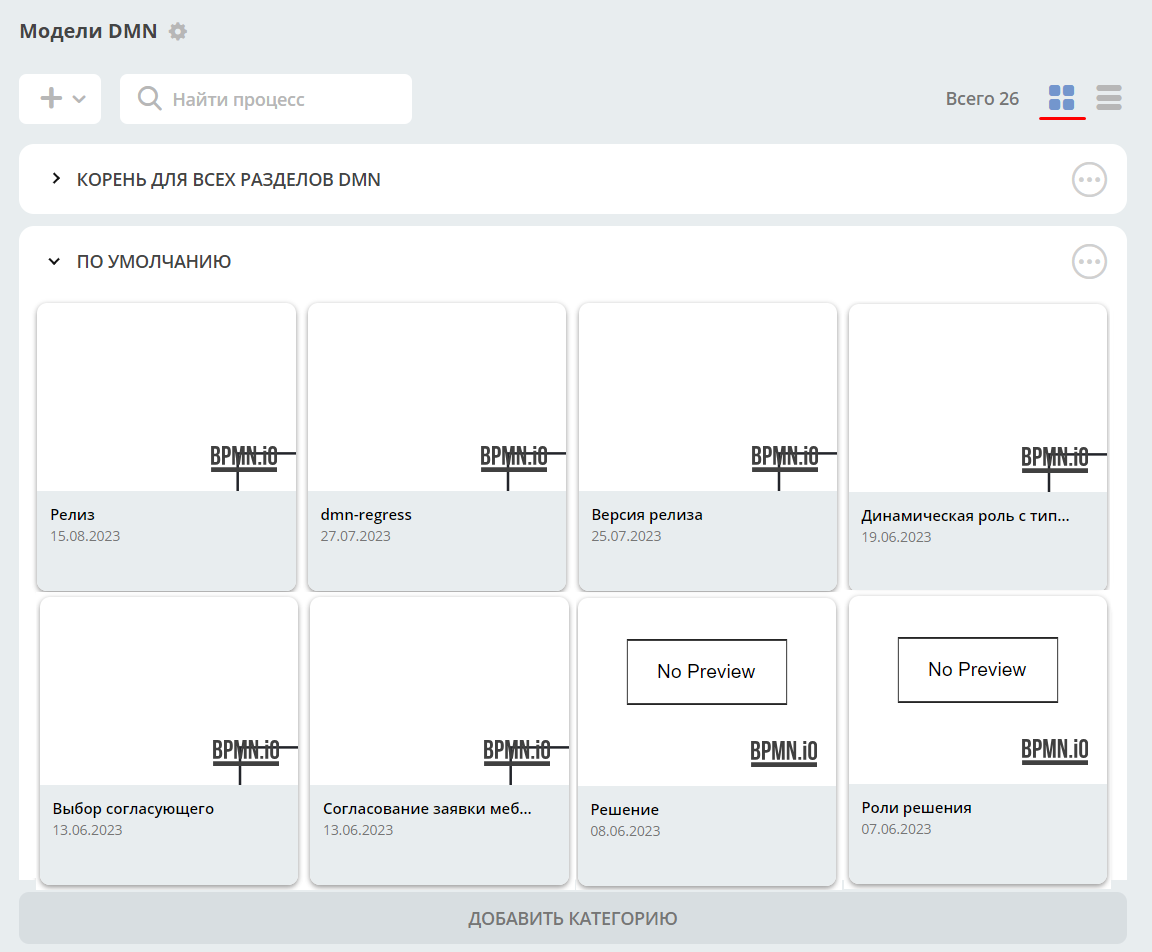 Модели DMN
Найти процесс
Всего 26
КОРЕНЬ ДЛЯ ВСЕХ РАЗДЕЛОВ DMN
ПО УМОЛЧАНИЮ
BPMN.iO
Релиз
15.08.2023
BPMN.iO
dmn-regress
27.07.2023
BPMN.iO
Версия релиза
25.07.2023
BPMN.iO
Динамическая роль с тип...
19.06.2023
BPMN.iO
Выбор согласующего
13.06.2023
BPMN.iO
Согласование заявки меб...
13.06.2023
No Preview
BPMN.iO
Решение
08.06.2023
No Preview
BPMN.iO
Роли решения
07.06.2023
ДОБАВИТЬ КАТЕГОРИЮ